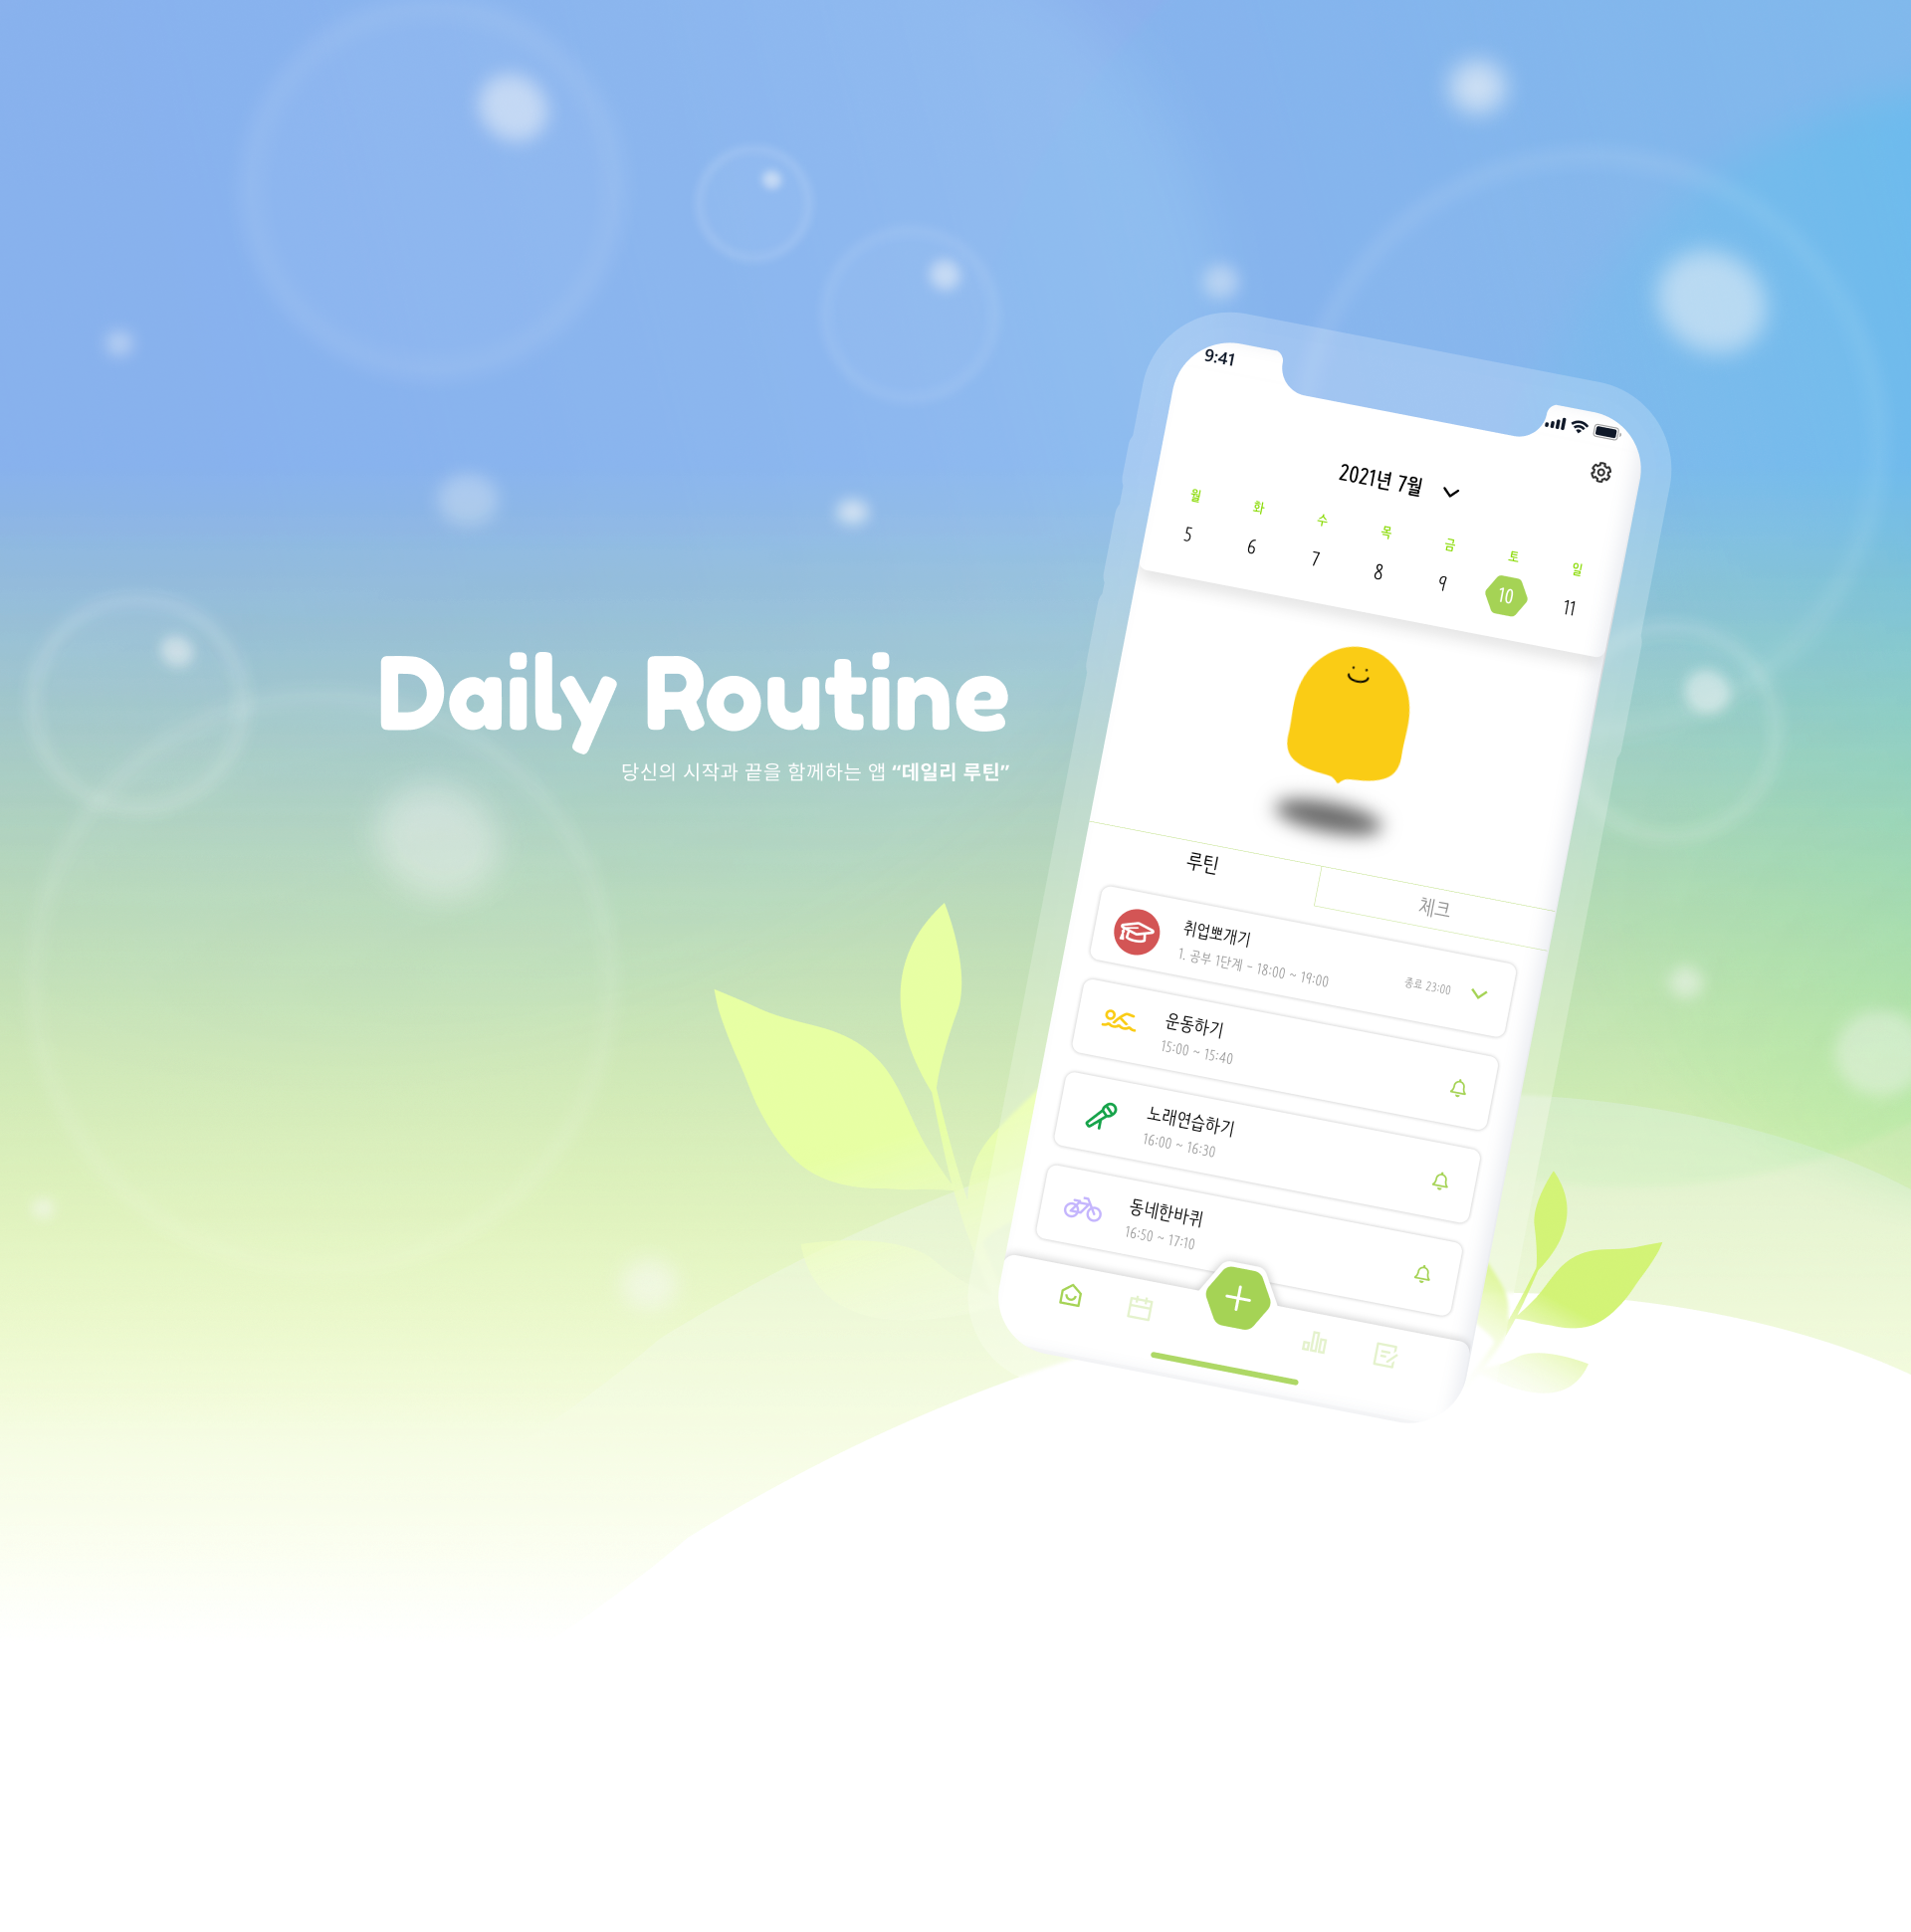 Daily Routine
당신의 시작과 끝을 함께하는 앱 “데일리 루틴”
9:41
2021년 7월
월 화 수 목 금 토 일
5 6 7 8 9 10 11
루틴 체크
취업뽀개기
1. 공부 1단계 - 18:00 ~ 19:00 종료 23:00
운동하기
15:00 ~ 15:40
노래연습하기
16:00 ~ 16:30
동네한바퀴
16:50 ~ 17:10